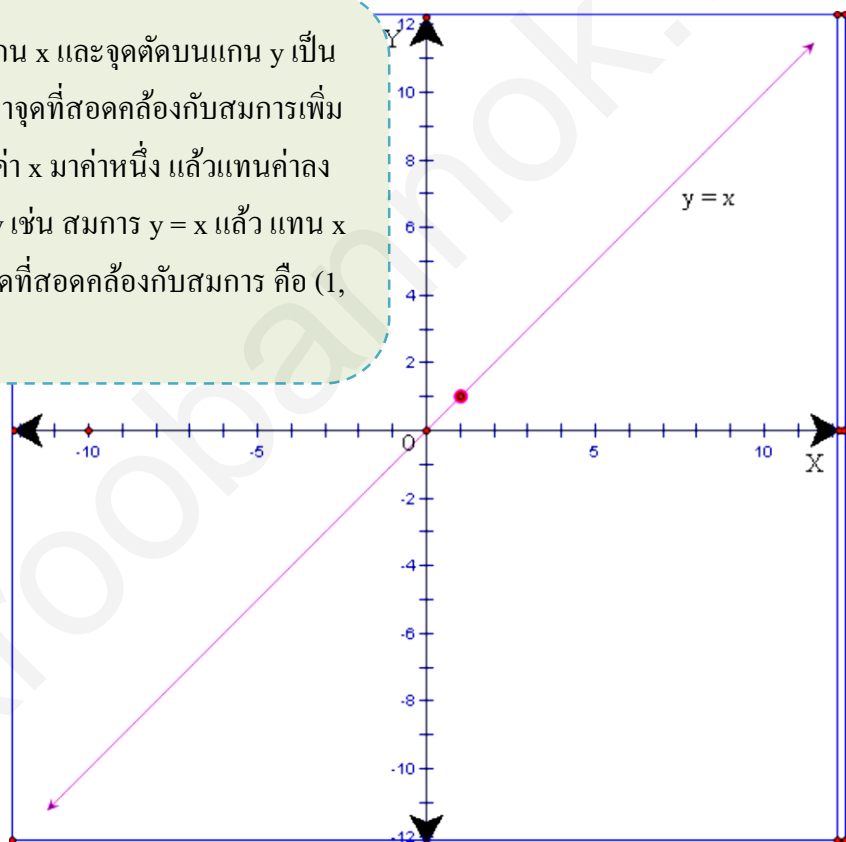 กน x และจุดตัดบนแกน y เป็น
าจุดที่สอดคล้องกับสมการเพิ่ม
ค่า x มาค่าหนึ่ง แล้วแทนค่าลง
เช่น สมการ y = x แล้ว แทน x
ดที่สอดคล้องกับสมการ คือ (1,
Y
12
10
8
6
4
2
y = x
-10
-5
O
5
10
X
-2
-4
-6
-8
-10
-12